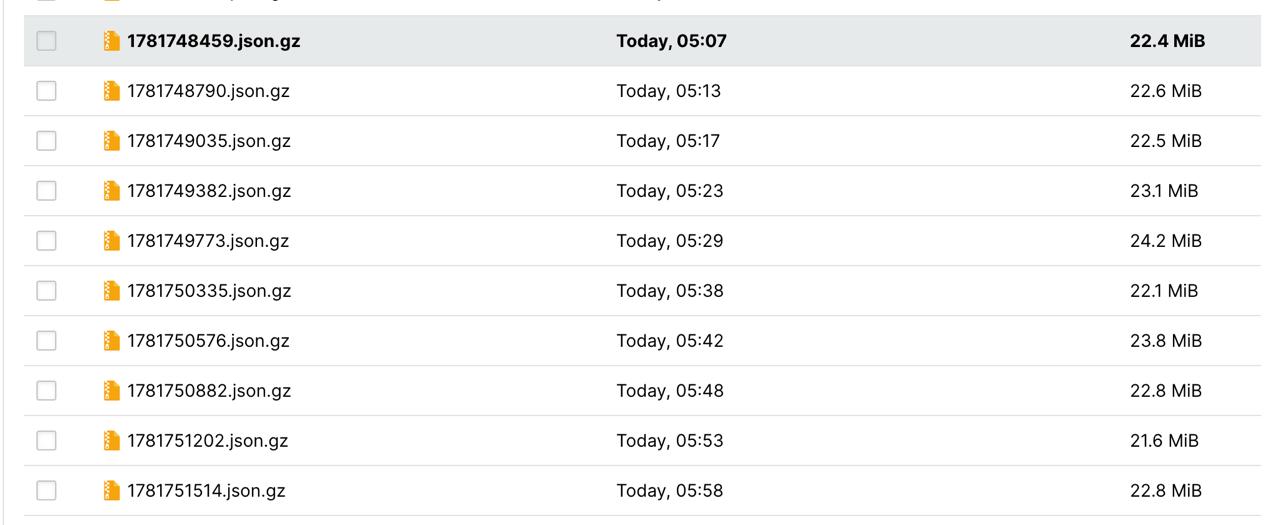 1781748459.json.gz Today, 05:07 22.4 MiB
1781748790.json.gz Today, 05:13 22.6 MiB
1781749035.json.gz Today, 05:17 22.5 MiB
1781749382.json.gz Today, 05:23 23.1 MiB
1781749773.json.gz Today, 05:29 24.2 MiB
1781750335.json.gz Today, 05:38 22.1 MiB
1781750576.json.gz Today, 05:42 23.8 MiB
1781750882.json.gz Today, 05:48 22.8 MiB
1781751202.json.gz Today, 05:53 21.6 MiB
1781751514.json.gz Today, 05:58 22.8 MiB